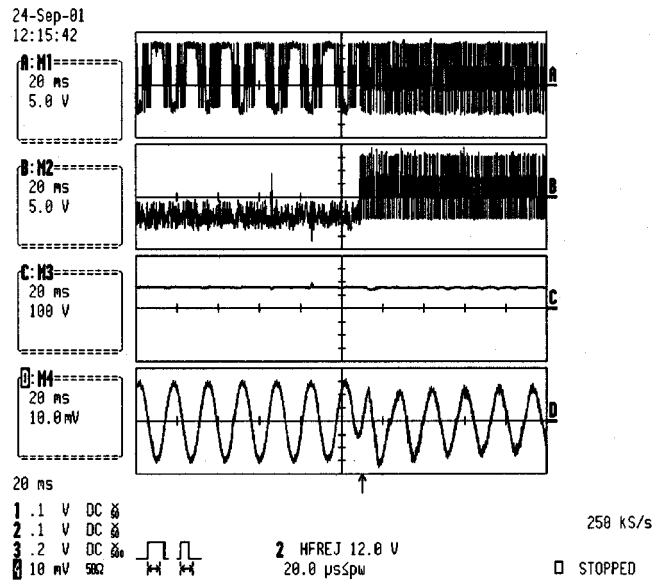 24-Sep-01
12:15:42
A:M1
20 ms
5.0 V
A
B:M2
20 ms
5.0 V
B
C:M3
20 ms
100 V
C
D:M4
20 ms
10.0mV
D
20 ms
1 .1 V DC
2 .1 V DC
3 .2 V DC
4 10 mV 50Ω
2 HFREJ 12.0 V
20.0 µs≤pw
250 kS/s
STOPPED